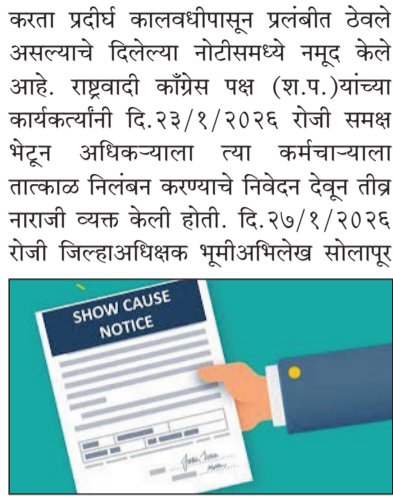 करता प्रदीर्घ कालवधीपासून प्रलंबीत ठेवले
असल्याचे दिलेल्या नोटीसमध्ये नमूद केले
आहे. राष्ट्रवादी काँग्रेस पक्ष (श.प.)यांच्या
कार्यकर्त्यांनी दि.२३/१/२०२६ रोजी समक्ष
भेटून अधिकऱ्याला त्या कर्मचाऱ्याला
तात्काळ निलंबन करण्याचे निवेदन देवून तीव्र
नाराजी व्यक्त केली होती. दि.२७/१/२०२६
रोजी जिल्हाअधिक्षक भूमीअभिलेख सोलापूर
SHOW CAUSE
NOTICE